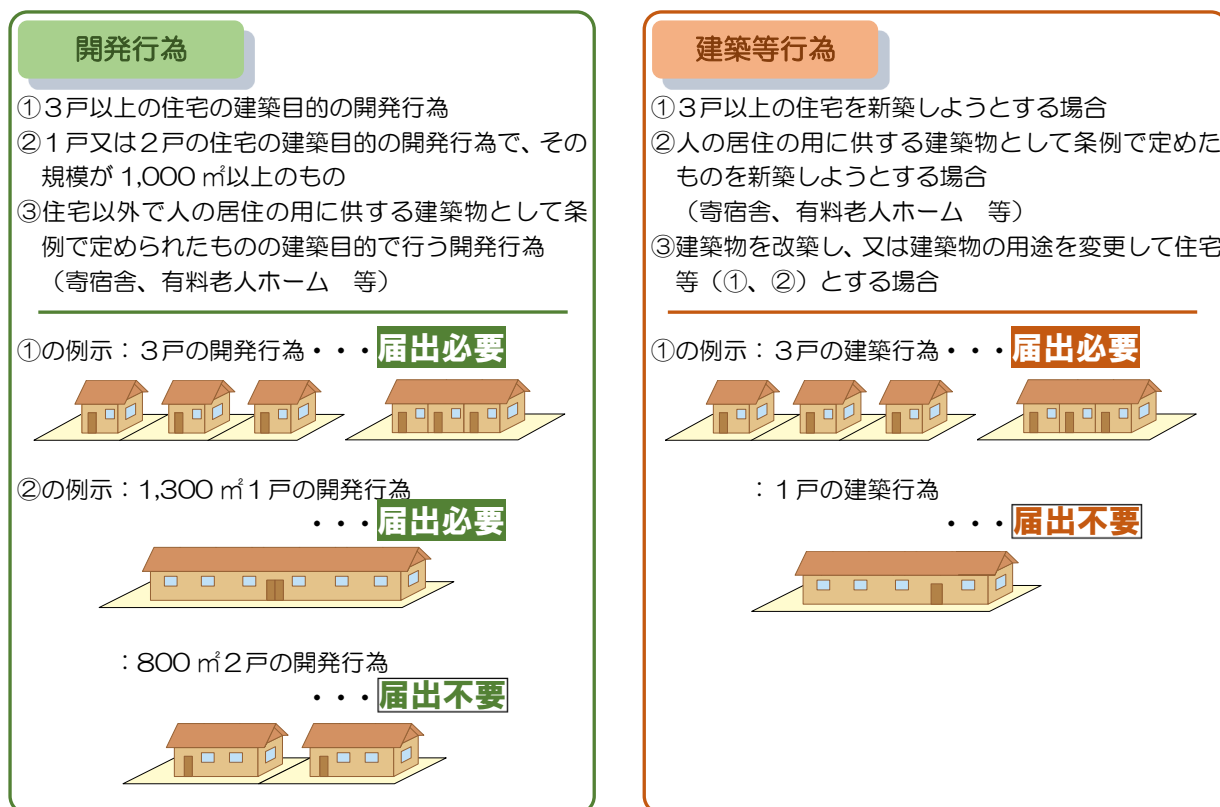 開発行為
①３戸以上の住宅の建築目的の開発行為
②１戸又は２戸の住宅の建築目的の開発行為で、その
規模が 1,000 ㎡以上のもの
③住宅以外で人の居住の用に供する建築物として条
例で定められたものの建築目的で行う開発行為
（寄宿舎、有料老人ホーム　等）
①の例示：３戸の開発行為・・・届出必要
②の例示：1,300 ㎡１戸の開発行為
・・・届出必要
：800 ㎡２戸の開発行為
・・・届出不要
建築等行為
①３戸以上の住宅を新築しようとする場合
②人の居住の用に供する建築物として条例で定めた
ものを新築しようとする場合
（寄宿舎、有料老人ホーム　等）
③建築物を改築し、又は建築物の用途を変更して住宅
等（①、②）とする場合
①の例示：３戸の建築行為・・・届出必要
：１戸の建築行為
・・・届出不要